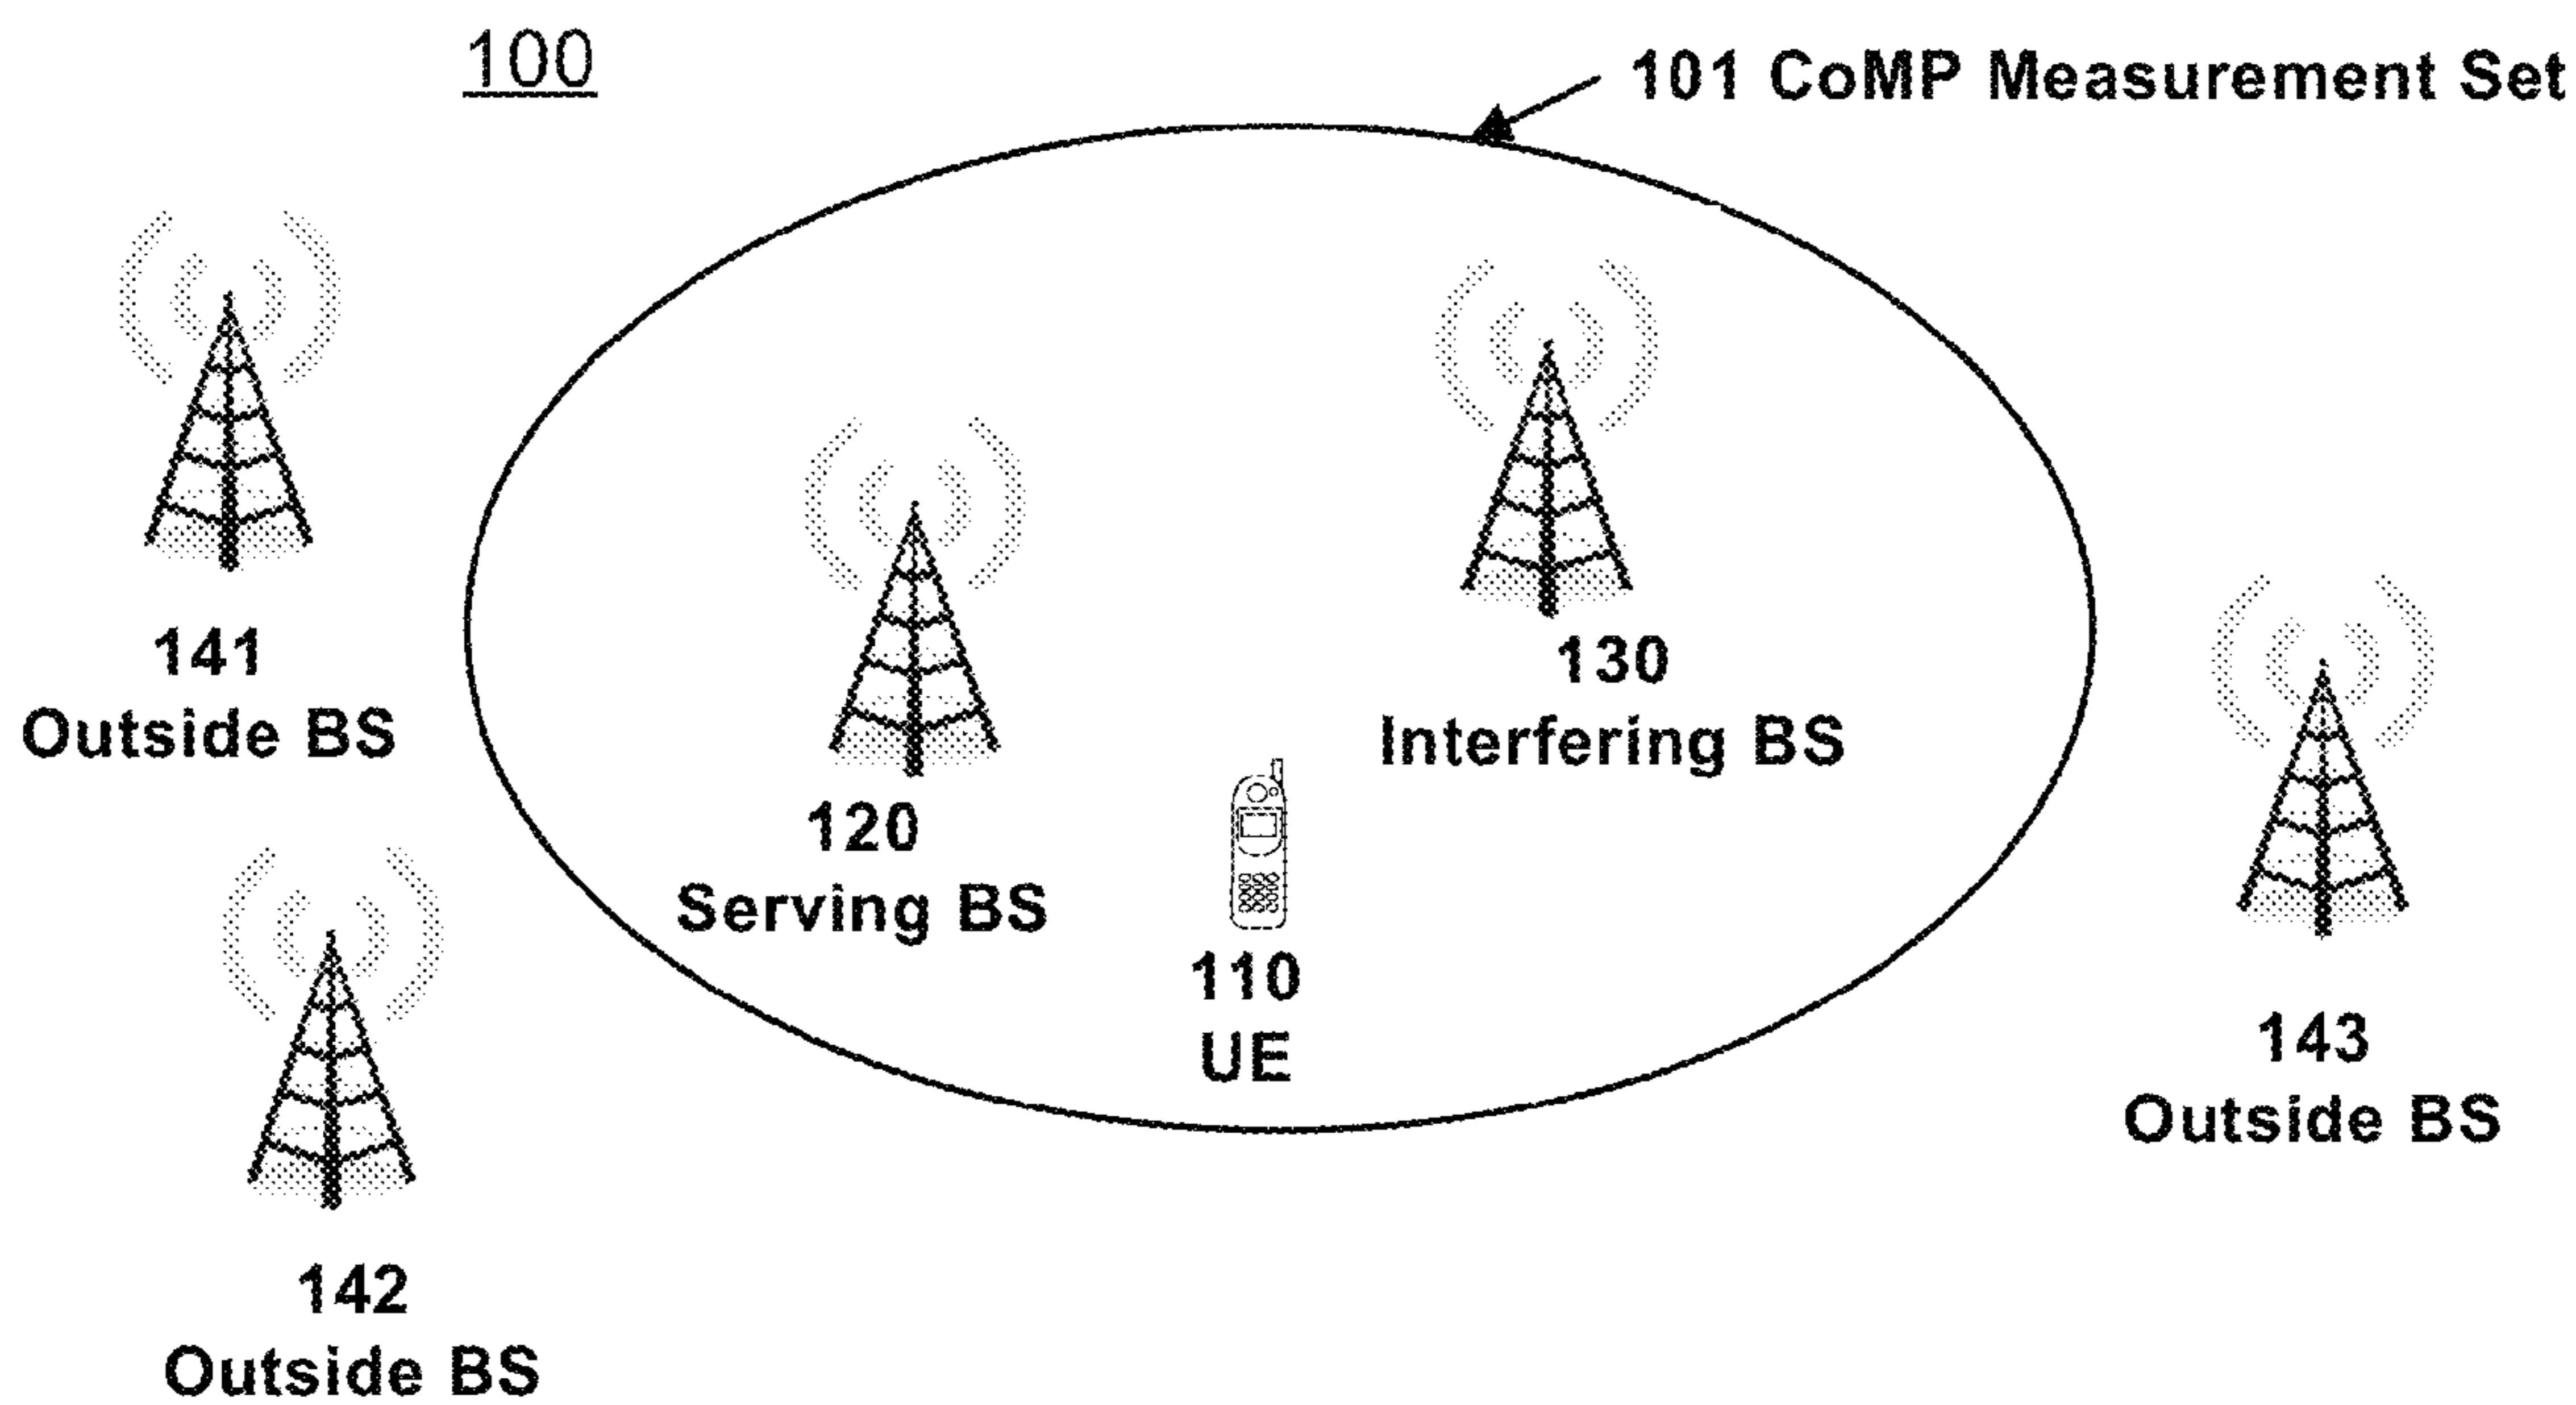 100
101 CoMP Measurement Set
141
Outside BS
130
Interfering BS
120
Serving BS
110
UE
143
Outside BS
142
Outside BS